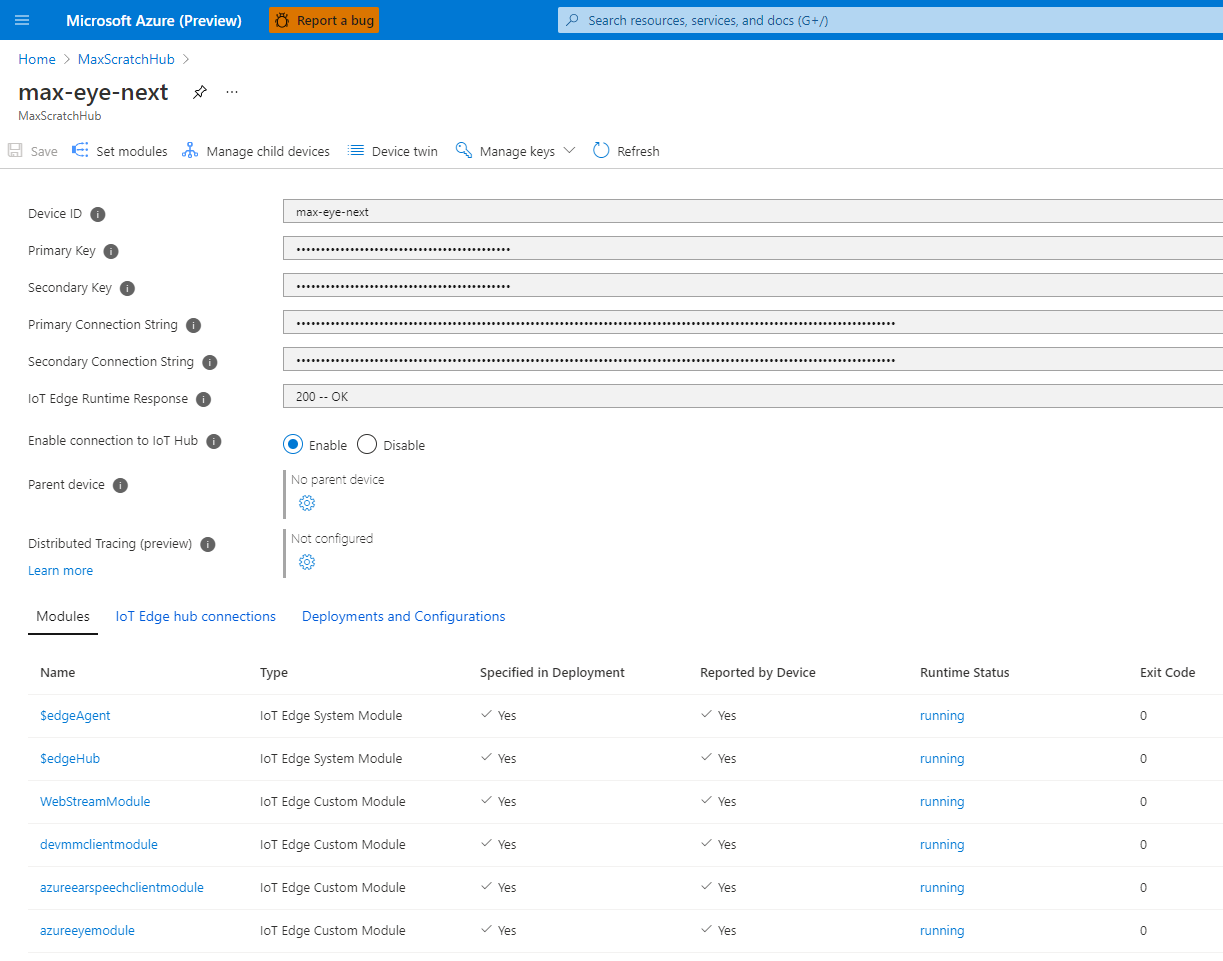 Microsoft Azure (Preview) Report a bug Search resources, services, and docs (G+/)
Home > MaxScratchHub >
max-eye-next ...
MaxScratchHub
Save Set modules Manage child devices Device twin Manage keys Refresh
Device ID max-eye-next
Primary Key
Secondary Key
Primary Connection String
Secondary Connection String
IoT Edge Runtime Response 200 -- OK
Enable connection to IoT Hub Enable Disable
Parent device No parent device
Distributed Tracing (preview) Not configured
Learn more
Modules IoT Edge hub connections Deployments and Configurations
Name Type Specified in Deployment Reported by Device Runtime Status Exit Code
$edgeAgent IoT Edge System Module Yes Yes running 0
$edgeHub IoT Edge System Module Yes Yes running 0
WebStreamModule IoT Edge Custom Module Yes Yes running 0
devmmclientmodule IoT Edge Custom Module Yes Yes running 0
azureearspeechclientmodule IoT Edge Custom Module Yes Yes running 0
azureeyemodule IoT Edge Custom Module Yes Yes running 0